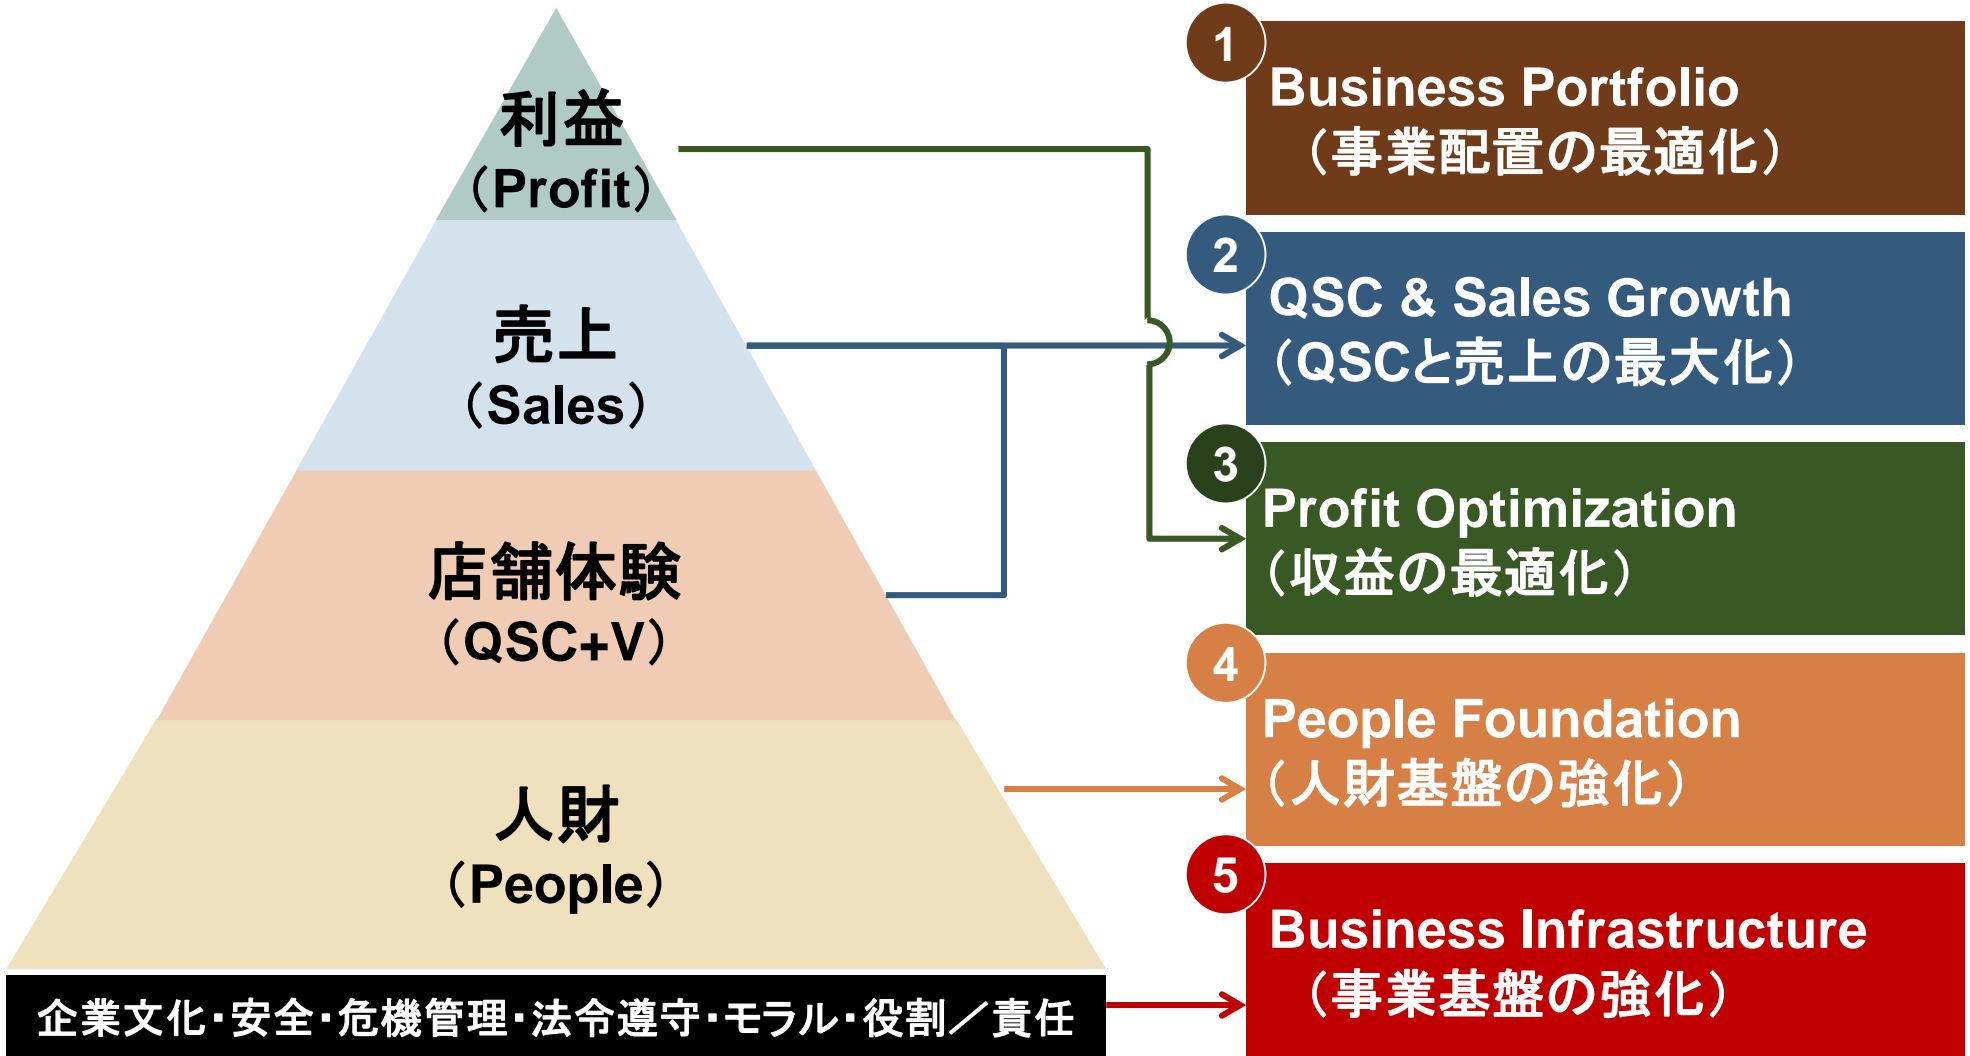 利益
（Profit）
売上
（Sales）
店舗体験
（QSC+V）
人財
（People）
企業文化・安全・危機管理・法令遵守・モラル・役割／責任
1
Business Portfolio
（事業配置の最適化）
2
QSC & Sales Growth
（QSCと売上の最大化）
3
Profit Optimization
（収益の最適化）
4
People Foundation
（人財基盤の強化）
5
Business Infrastructure
（事業基盤の強化）